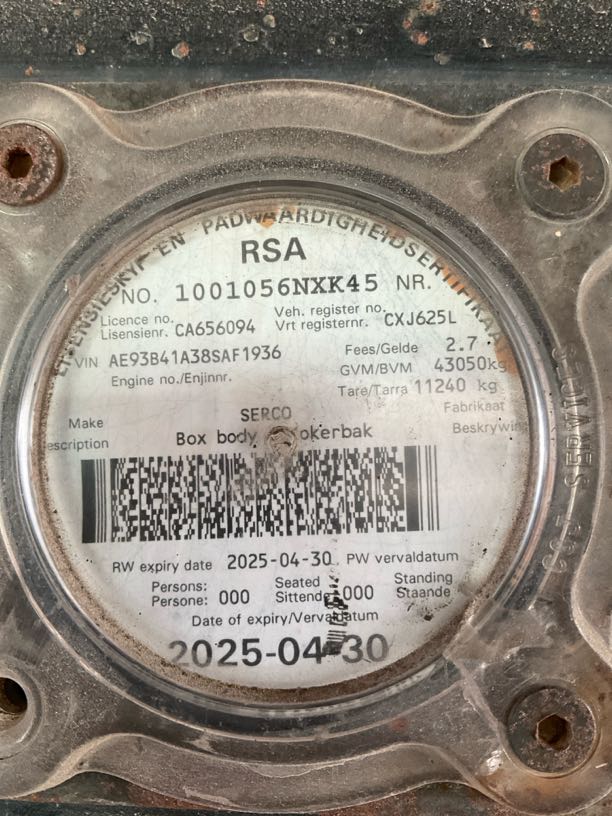 LISENSIESKYF EN PADWAARDIGHEIDSERTIFIKAA
RSA
NO. 1001056NXK45 NR.
Licence no. CA656094 Veh. register no. CXJ625L
Lisensienr. Vrt registernr.
VIN AE93B41A38SAF1936 Fees/Gelde 2.7
Engine no./Enjinnr. GVM/BVM 43050kg
Tare/Tarra 11240 kg
Make SERCO Fabrikaat
escription Box body okerbak Beskrywin
RW expiry date 2025-04-30 PW vervaldatum
Persons: 000 Seated 000 Standing
Persone: Sittende Staande
Date of expiry/Vervaldatum
2025-04-30